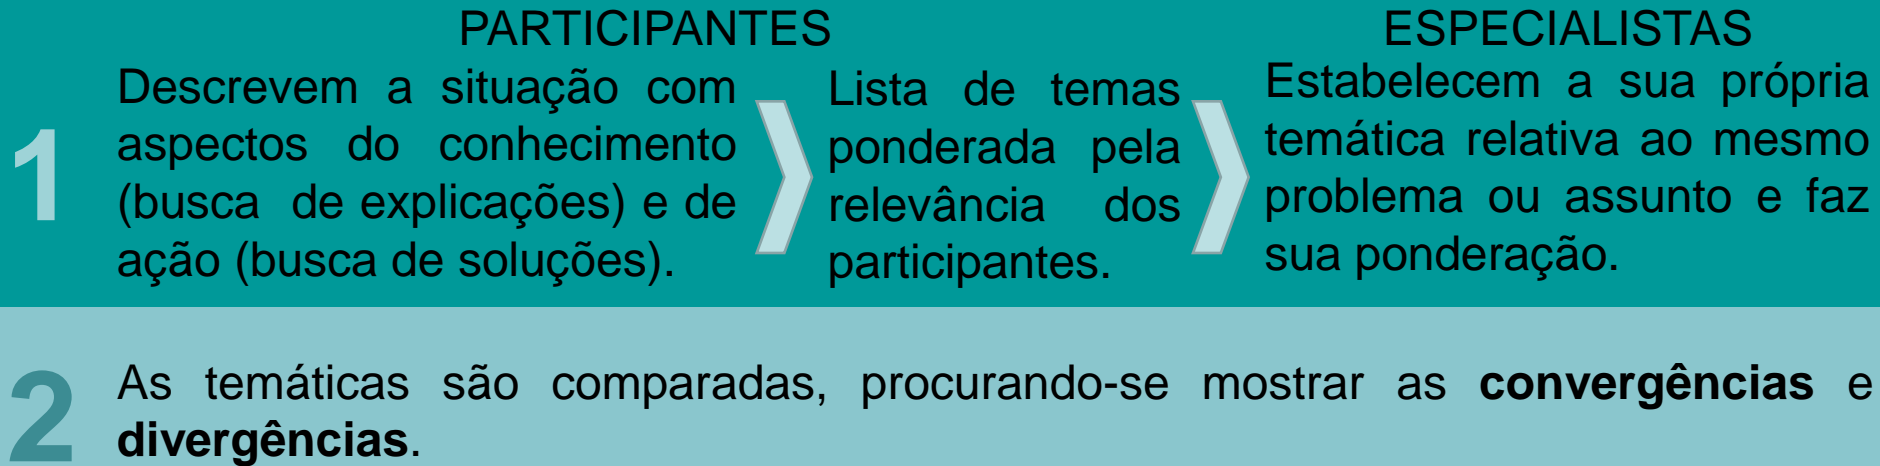 PARTICIPANTES
1
Descrevem a situação com
aspectos do conhecimento
(busca de explicações) e de
ação (busca de soluções).
Lista de temas
ponderada pela
relevância dos
participantes.
ESPECIALISTAS
Estabelecem a sua própria
temática relativa ao mesmo
problema ou assunto e faz
sua ponderação.
2
As temáticas são comparadas, procurando-se mostrar as convergências e
divergências.